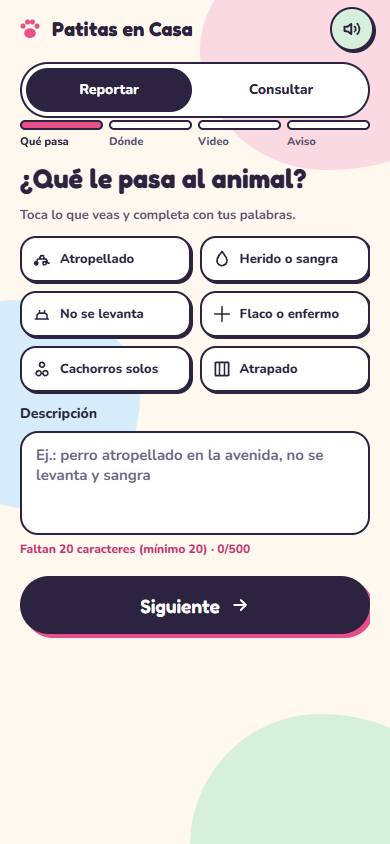 Patitas en Casa
Reportar
Consultar
Qué pasa
Dónde
Video
Aviso
¿Qué le pasa al animal?
Toca lo que veas y completa con tus palabras.
Atropellado
Herido o sangra
No se levanta
Flaco o enfermo
Cachorros solos
Atrapado
Descripción
Ej.: perro atropellado en la avenida, no se
levanta y sangra
Faltan 20 caracteres (mínimo 20) · 0/500
Siguiente